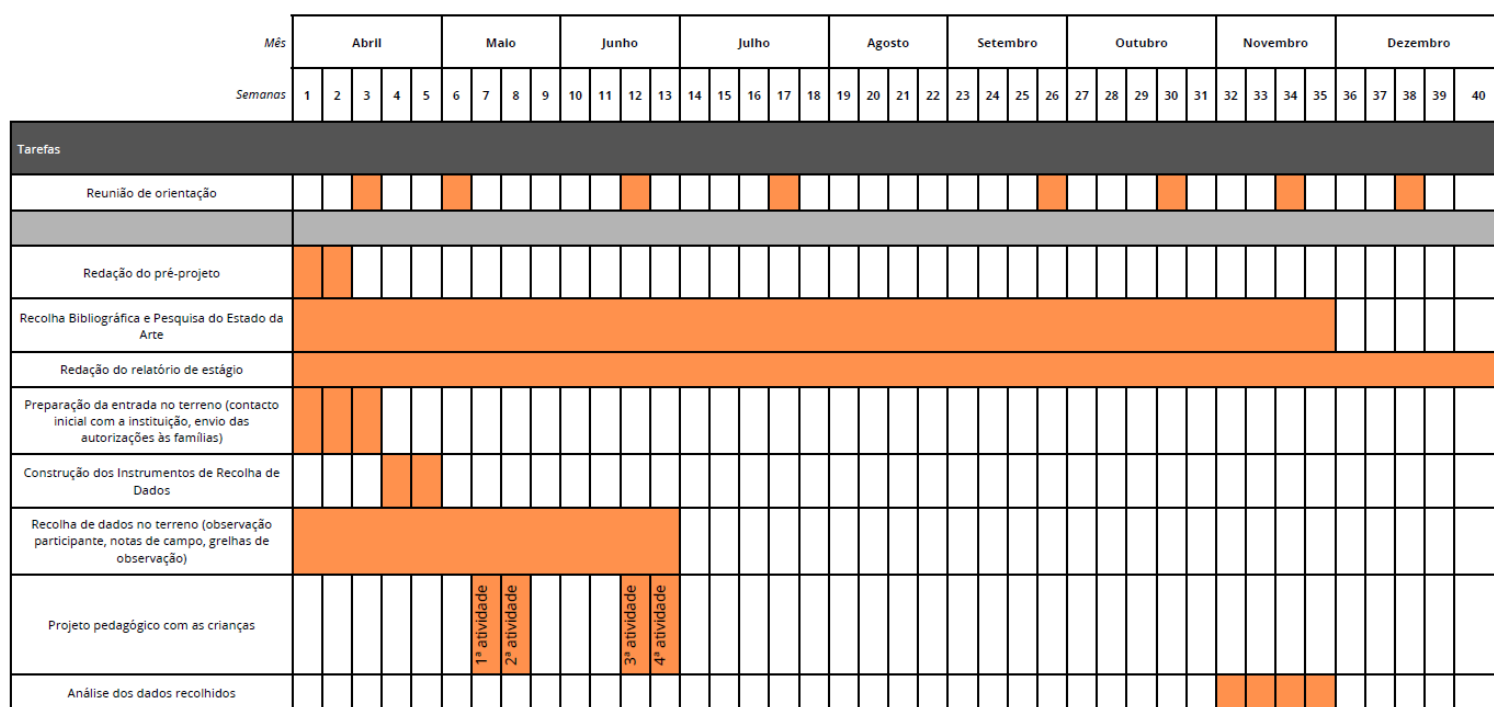 Mês Abril Maio Junho Julho Agosto Setembro Outubro Novembro Dezembro
Semanas 1 2 3 4 5 6 7 8 9 10 11 12 13 14 15 16 17 18 19 20 21 22 23 24 25 26 27 28 29 30 31 32 33 34 35 36 37 38 39 40
Tarefas
Reunião de orientação
Redação do pré-projeto
Recolha Bibliográfica e Pesquisa do Estado da
Arte
Redação do relatório de estágio
Preparação da entrada no terreno (contacto
inicial com a instituição, envio das
autorizações às famílias)
Construção dos Instrumentos de Recolha de
Dados
Recolha de dados no terreno (observação
participante, notas de campo, grelhas de
observação)
Projeto pedagógico com as crianças
1ª atividade
2ª atividade
3ª atividade
4ª atividade
Análise dos dados recolhidos